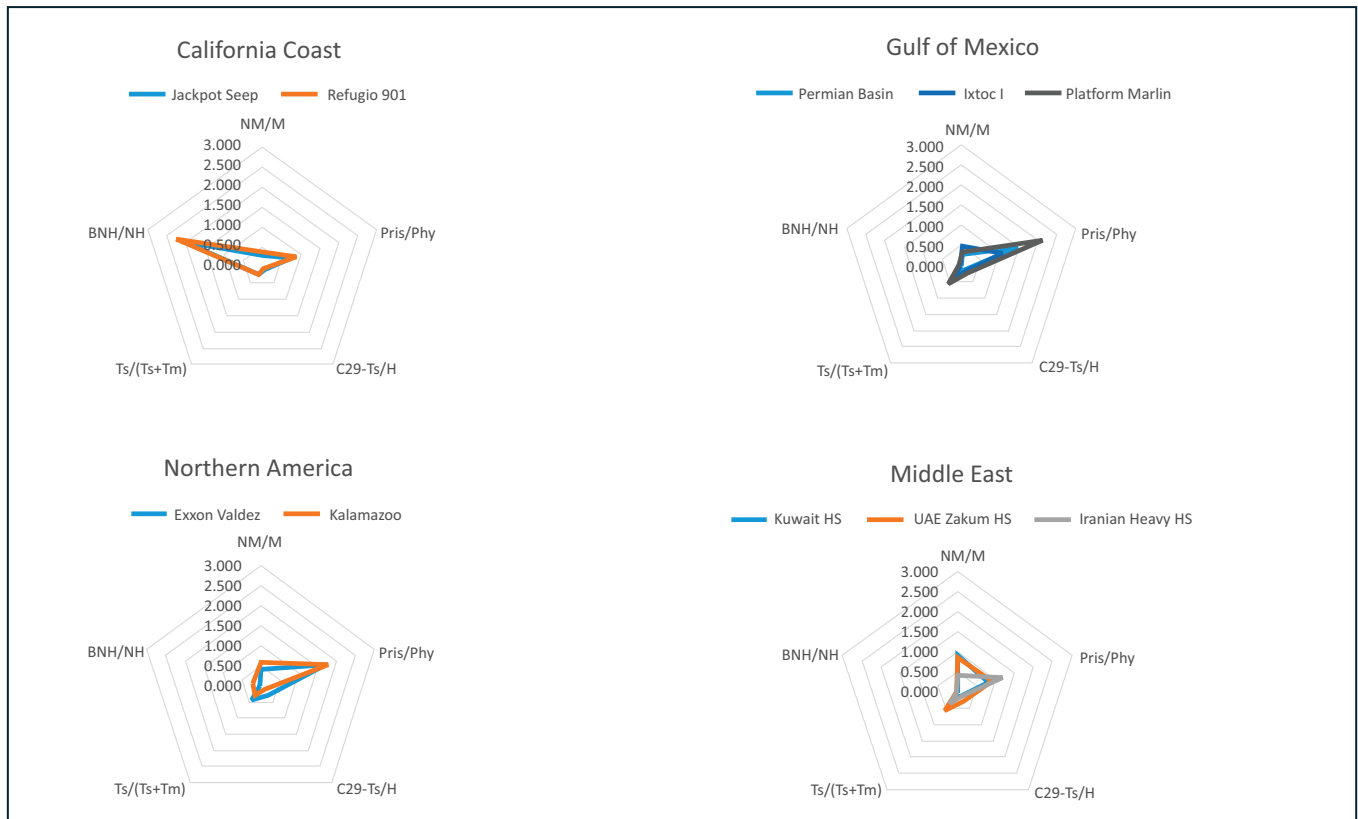 California Coast
Jackpot Seep Refugio 901
NM/M
3.000
2.500
2.000
1.500
1.000
0.500
0.000
BNH/NH
Pris/Phy
Ts/(Ts+Tm)
C29-Ts/H
Gulf of Mexico
Permian Basin Ixtoc I Platform Marlin
NM/M
3.000
2.500
2.000
1.500
1.000
0.500
0.000
BNH/NH
Pris/Phy
Ts/(Ts+Tm)
C29-Ts/H
Northern America
Exxon Valdez Kalamazoo
NM/M
3.000
2.500
2.000
1.500
1.000
0.500
0.000
BNH/NH
Pris/Phy
Ts/(Ts+Tm)
C29-Ts/H
Middle East
Kuwait HS UAE Zakum HS Iranian Heavy HS
NM/M
3.000
2.500
2.000
1.500
1.000
0.500
0.000
BNH/NH
Pris/Phy
Ts/(Ts+Tm)
C29-Ts/H